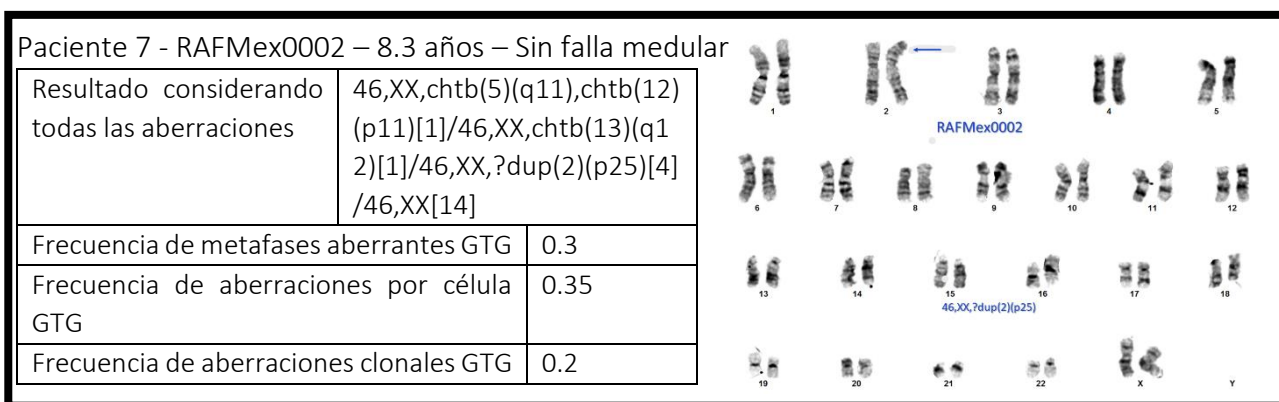 Paciente 7 - RAFMex0002 – 8.3 años – Sin falla medular
Resultado considerando
todas las aberraciones
46,XX,chtb(5)(q11),chtb(12)
(p11)[1]/46,XX,chtb(13)(q1
2)[1]/46,XX,?dup(2)(p25)[4]
/46,XX[14]
Frecuencia de metafases aberrantes GTG
0.3
Frecuencia de aberraciones por célula
GTG
0.35
Frecuencia de aberraciones clonales GTG
0.2
1 2 3 4 5
RAFMex0002
6 7 8 9 10 11 12
13 14 15 16 17 18
46,XX,?dup(2)(p25)
19 20 21 22 X Y